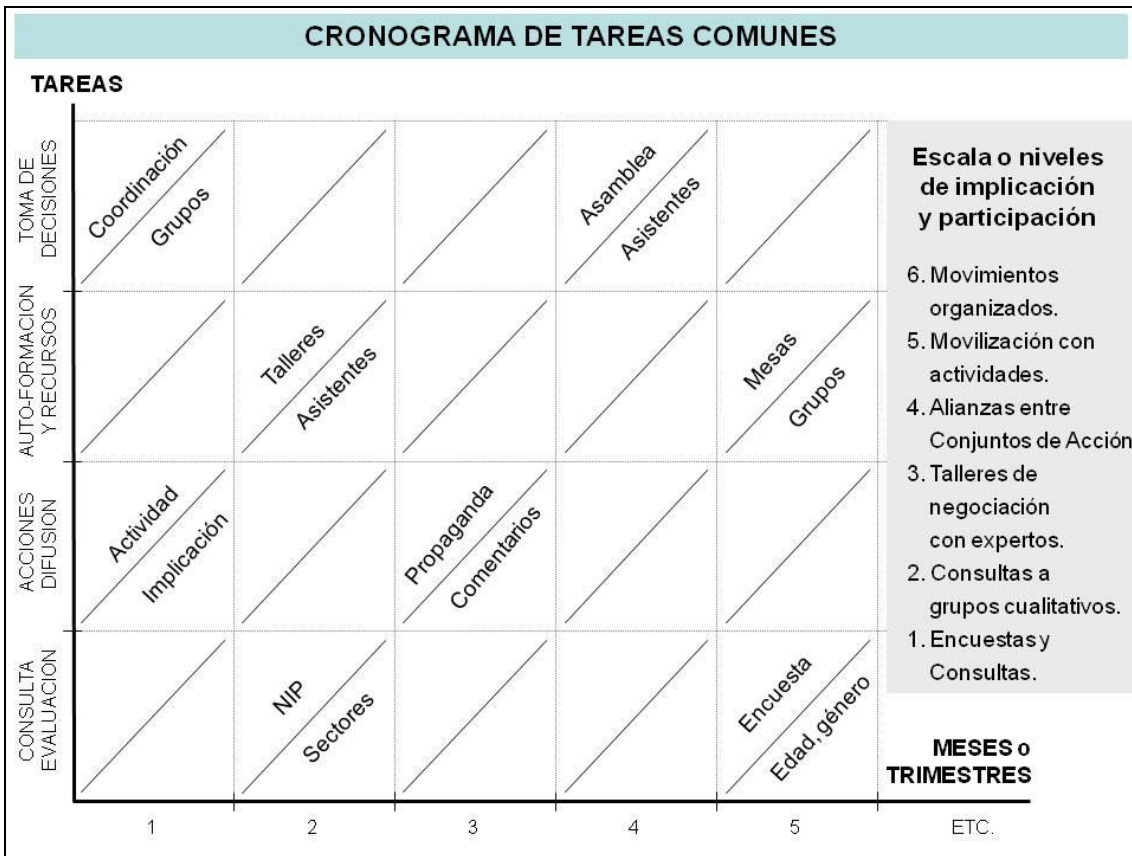 CRONOGRAMA DE TAREAS COMUNES
TAREAS
TOMA DE
DECISIONES
Coordinación
Grupos
Asamblea
Asistentes
AUTO-FORMACION
Y RECURSOS
Talleres
Asistentes
Mesas
Grupos
ACCIONES
DIFUSION
Actividad
Implicación
Propaganda
Comentarios
CONSULTA
EVALUACION
NIP
Sectores
Encuesta
Edad, género
Escala o niveles
de implicación
y participación
6. Movimientos
organizados.
5. Movilización con
actividades.
4. Alianzas entre
Conjuntos de Acción
3. Talleres de
negociación
con expertos.
2. Consultas a
grupos cualitativos.
1. Encuestas y
Consultas.
MESES o
TRIMESTRES
1 2 3 4 5 ETC.